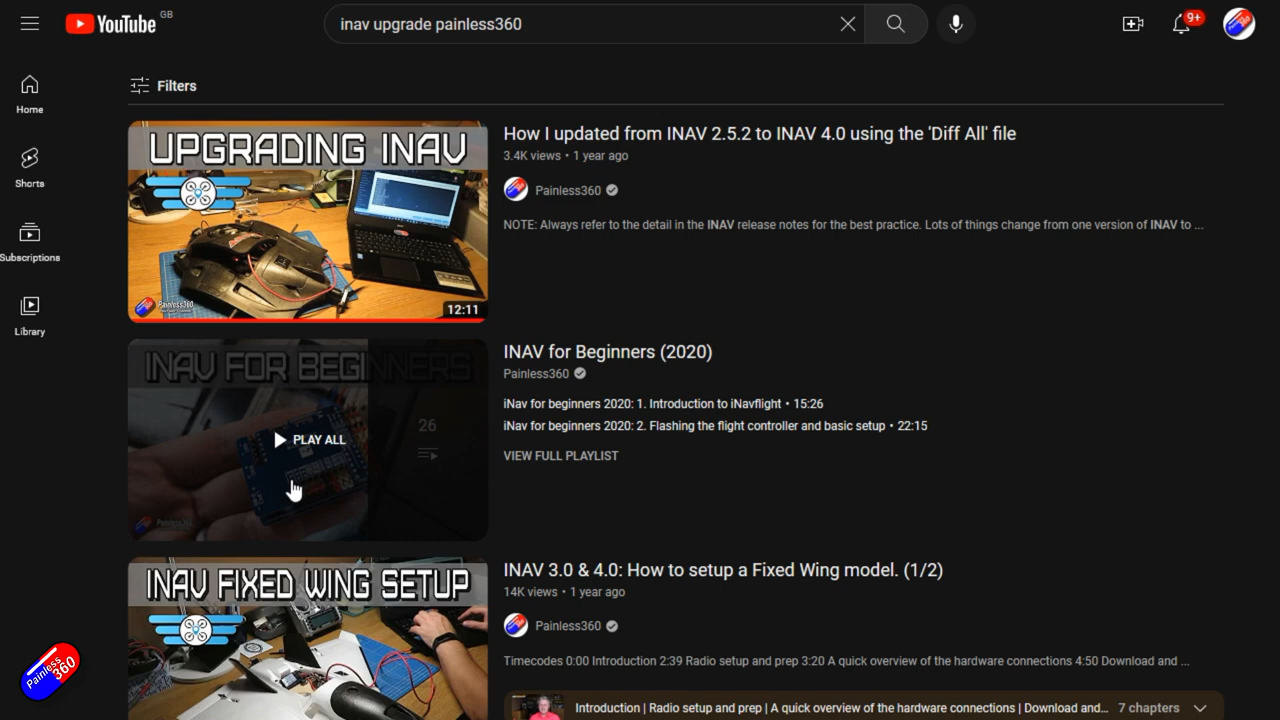 YouTube GB
inav upgrade painless360
9+
Home
Shorts
Subscriptions
Library
Filters
UPGRADING INAV
Painless360
12:11
How I updated from INAV 2.5.2 to INAV 4.0 using the 'Diff All' file
3.4K views • 1 year ago
Painless360
NOTE: Always refer to the detail in the INAV release notes for the best practice. Lots of things change from one version of INAV to ...
INAV FOR BEGINNERS
26
PLAY ALL
INAV for Beginners (2020)
Painless360
iNav for beginners 2020: 1. Introduction to iNavflight • 15:26
iNav for beginners 2020: 2. Flashing the flight controller and basic setup • 22:15
VIEW FULL PLAYLIST
INAV FIXED WING SETUP
INAV 3.0 & 4.0: How to setup a Fixed Wing model. (1/2)
14K views • 1 year ago
Painless360
Timecodes 0:00 Introduction 2:39 Radio setup and prep 3:20 A quick overview of the hardware connections 4:50 Download and ...
Introduction | Radio setup and prep | A quick overview of the hardware connections | Download and... 7 chapters
Painless 360